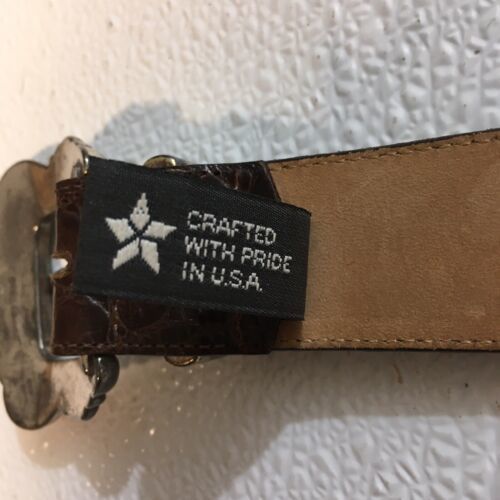 CRAFTED
WITH PRIDE
IN U.S.A.